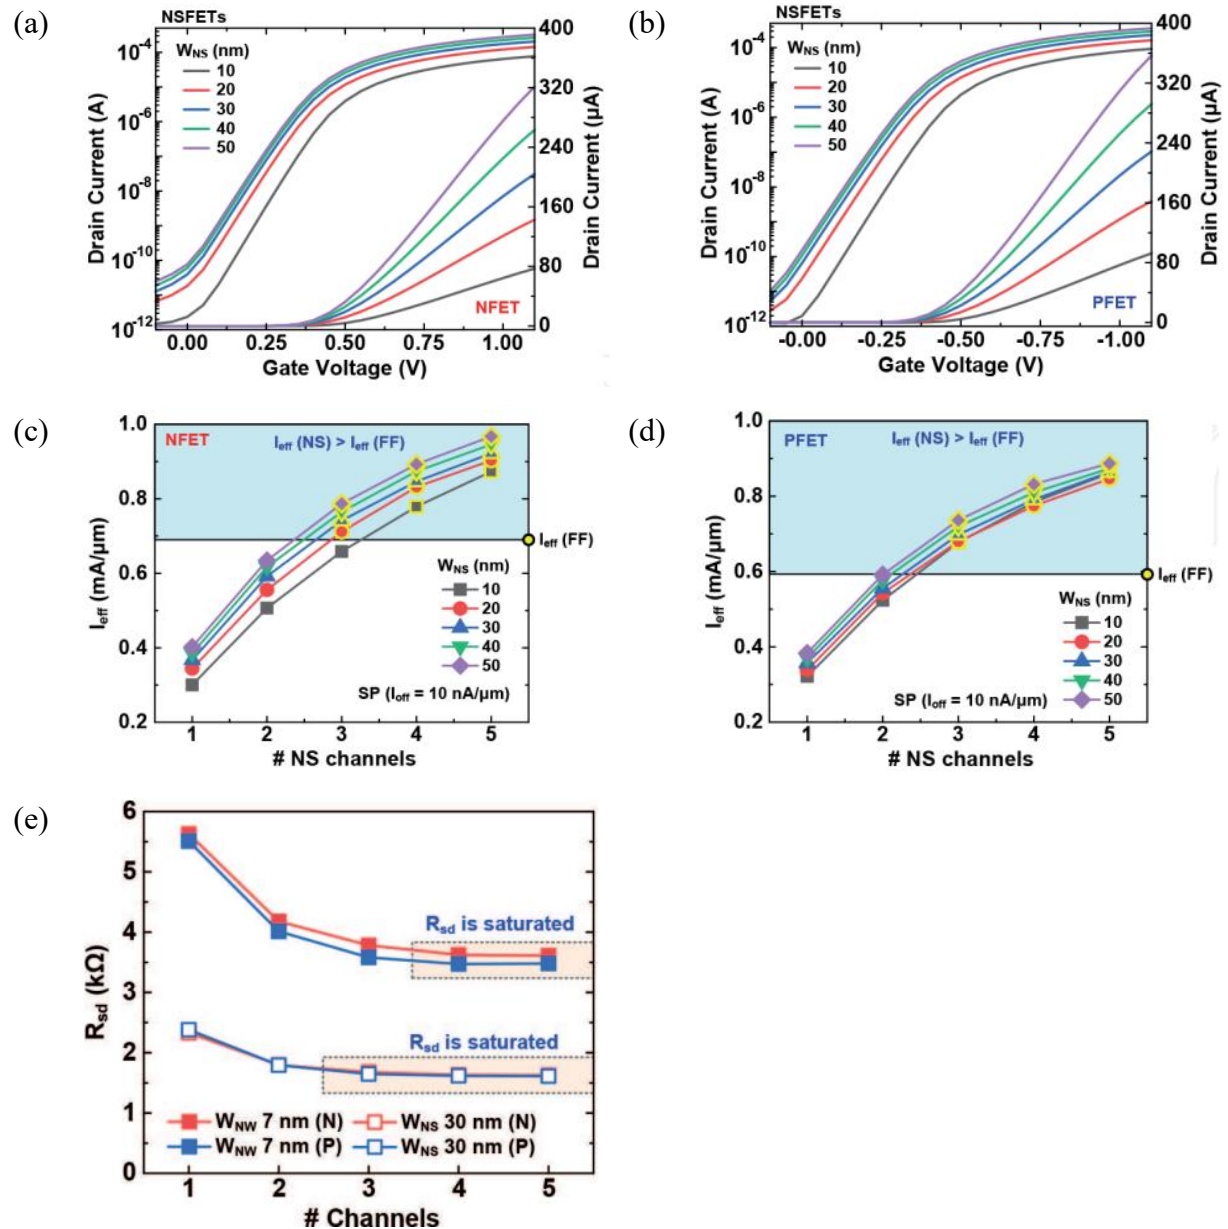 (a)
NSFETs
W_NS (nm)
10
20
30
40
50
NFET
Drain Current (A)
10^-4
10^-6
10^-8
10^-10
10^-12
Drain Current (µA)
400
320
240
160
80
0
0.00 0.25 0.50 0.75 1.00
Gate Voltage (V)
(b)
NSFETs
W_NS (nm)
10
20
30
40
50
PFET
Drain Current (A)
10^-4
10^-6
10^-8
10^-10
10^-12
Drain Current (µA)
400
320
240
160
80
0
-0.00 -0.25 -0.50 -0.75 -1.00
Gate Voltage (V)
(c)
NFET
I_eff (NS) > I_eff (FF)
I_eff (FF)
I_eff (mA/µm)
1.0
0.8
0.6
0.4
0.2
W_NS (nm)
10
20
30
40
50
SP (I_off = 10 nA/µm)
1 2 3 4 5
# NS channels
(d)
PFET
I_eff (NS) > I_eff (FF)
I_eff (FF)
I_eff (mA/µm)
1.0
0.8
0.6
0.4
0.2
W_NS (nm)
10
20
30
40
50
SP (I_off = 10 nA/µm)
1 2 3 4 5
# NS channels
(e)
R_sd (kΩ)
6
5
4
3
2
1
0
R_sd is saturated
R_sd is saturated
W_NW 7 nm (N) W_NS 30 nm (N)
W_NW 7 nm (P) W_NS 30 nm (P)
1 2 3 4 5
# Channels